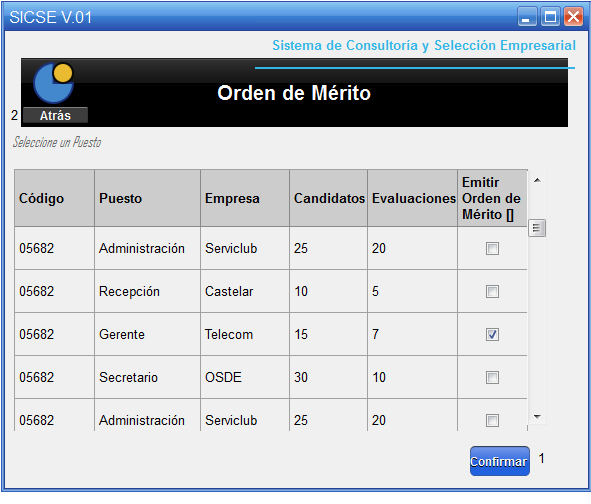 SICSE V.01
Sistema de Consultoría y Selección Empresarial
Orden de Mérito
2 Atrás
Seleccione un Puesto
Código Puesto Empresa Candidatos Evaluaciones Emitir
Orden de
Mérito []
05682 Administración Serviclub 25 20
05682 Recepción Castelar 10 5
05682 Gerente Telecom 15 7
05682 Secretario OSDE 30 10
05682 Administración Serviclub 25 20
Confirmar 1